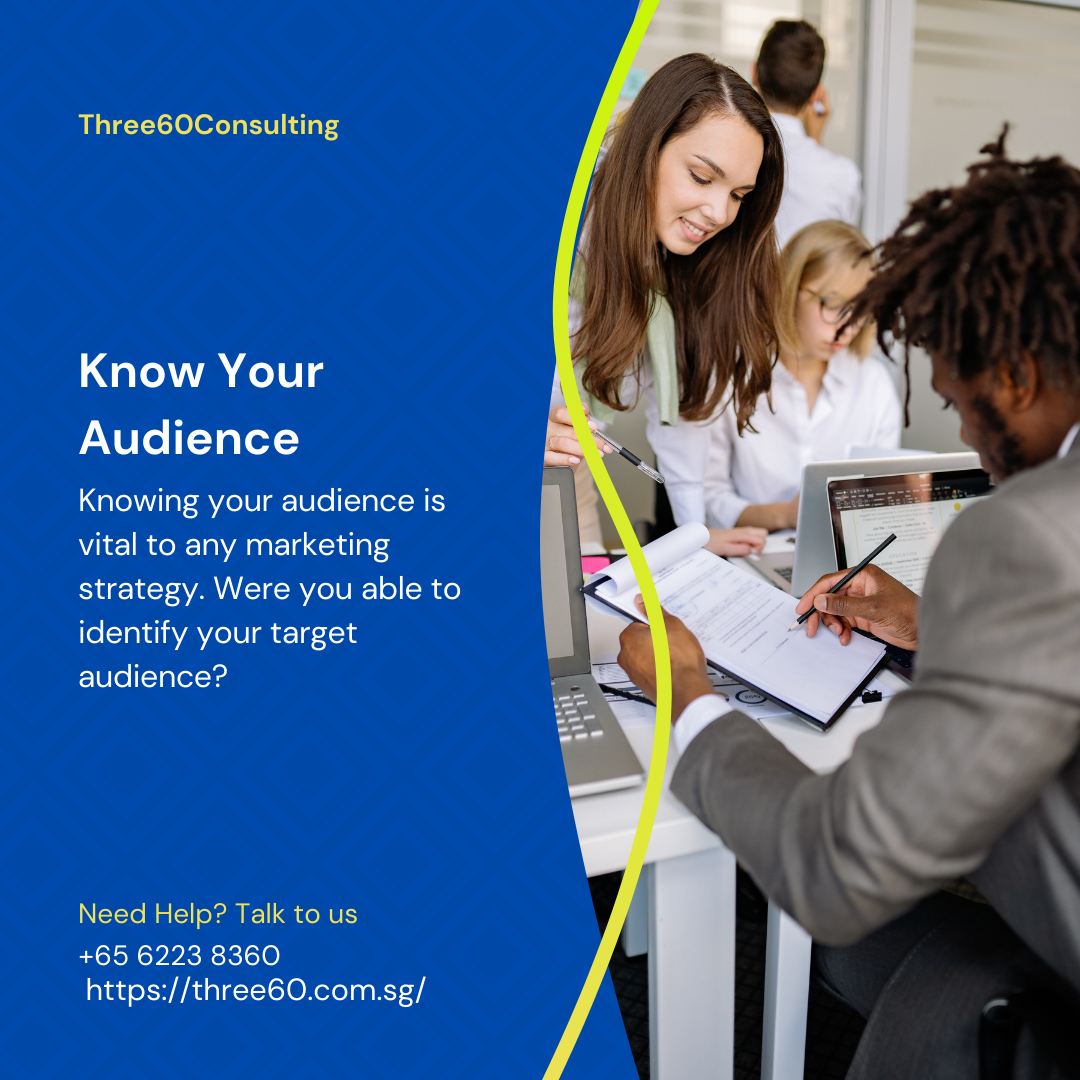 Three60Consulting
Know Your
Audience
Knowing your audience is
vital to any marketing
strategy. Were you able to
identify your target
audience?
Need Help? Talk to us
+65 6223 8360
https://three60.com.sg/